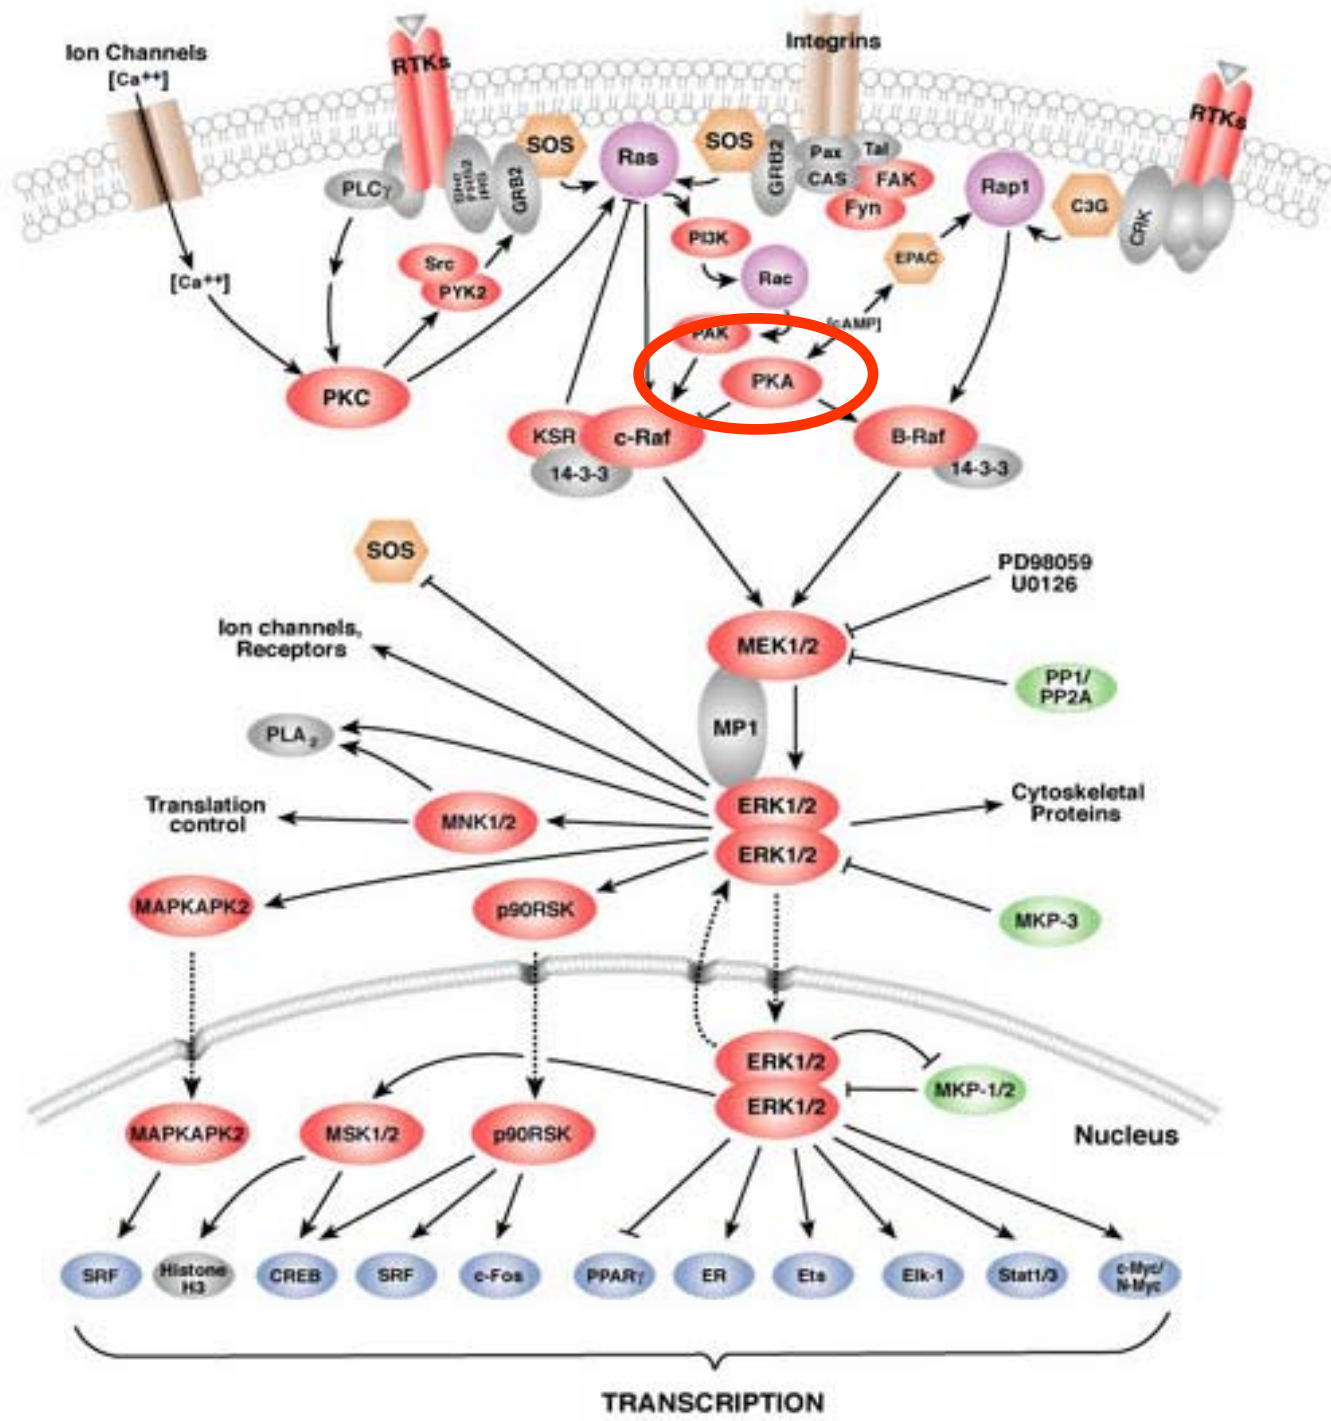 Ion Channels
[Ca++]
RTKs
Integrins
RTKs
SOS
Ras
SOS
GRB2
Pax
Tal
CAS
FAK
Fyn
Rap1
C3G
CRK
PLCγ
GRB2
PI3K
EPAC
Src
PYK2
Rac
[Ca++]
[cAMP]
PAK
PKA
PKC
KSR
c-Raf
B-Raf
14-3-3
14-3-3
SOS
PD98059
U0126
Ion channels,
Receptors
MEK1/2
PP1/
PP2A
MP1
PLA2
Translation
control
MNK1/2
ERK1/2
ERK1/2
Cytoskeletal
Proteins
MAPKAPK2
p90RSK
MKP-3
ERK1/2
ERK1/2
MKP-1/2
MAPKAPK2
MSK1/2
p90RSK
Nucleus
SRF
Histone
H3
CREB
SRF
c-Fos
PPARγ
ER
Ets
Elk-1
Stat1/3
c-Myc/
N-Myc
TRANSCRIPTION